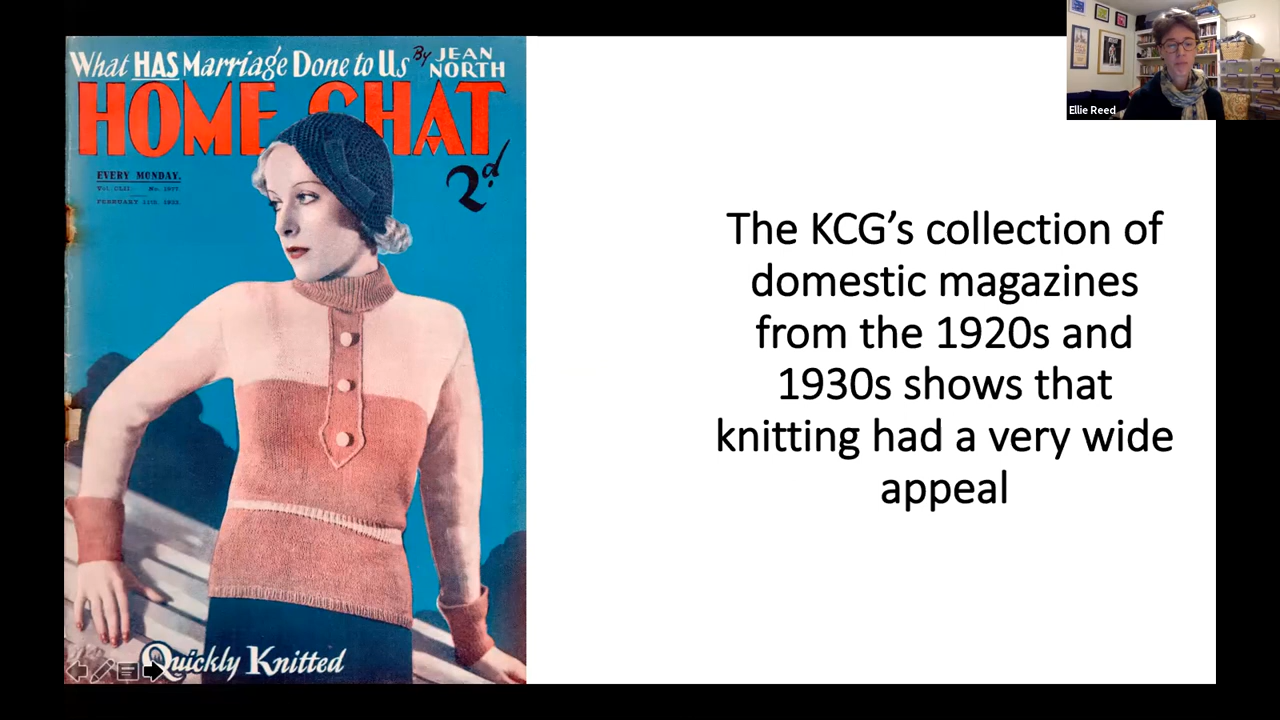 What HAS Marriage Done to Us By JEAN NORTH
HOME CHAT
2d
EVERY MONDAY.
Quickly Knitted
Ellie Reed
The KCG’s collection of
domestic magazines
from the 1920s and
1930s shows that
knitting had a very wide
appeal